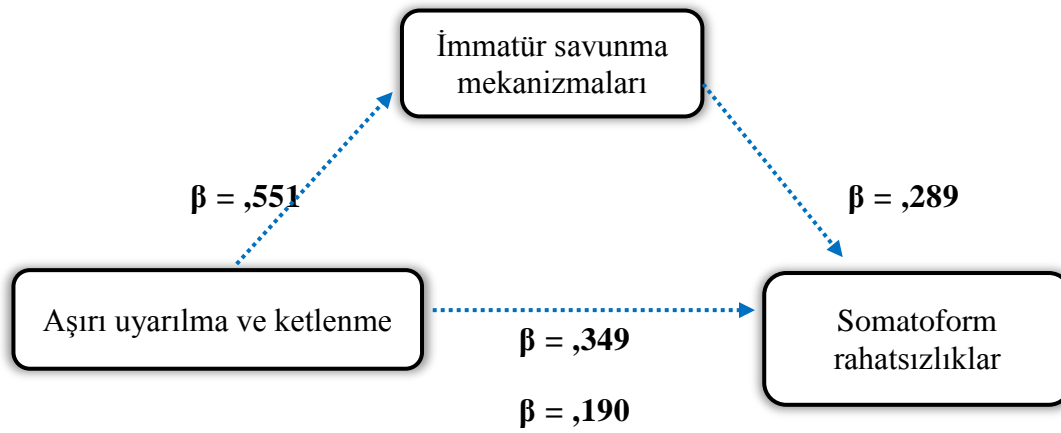 İmmatür savunma
mekanizmaları
β = ,551
β = ,289
Aşırı uyarılma ve ketlenme
β = ,349
β = ,190
Somatoform
rahatsızlıklar